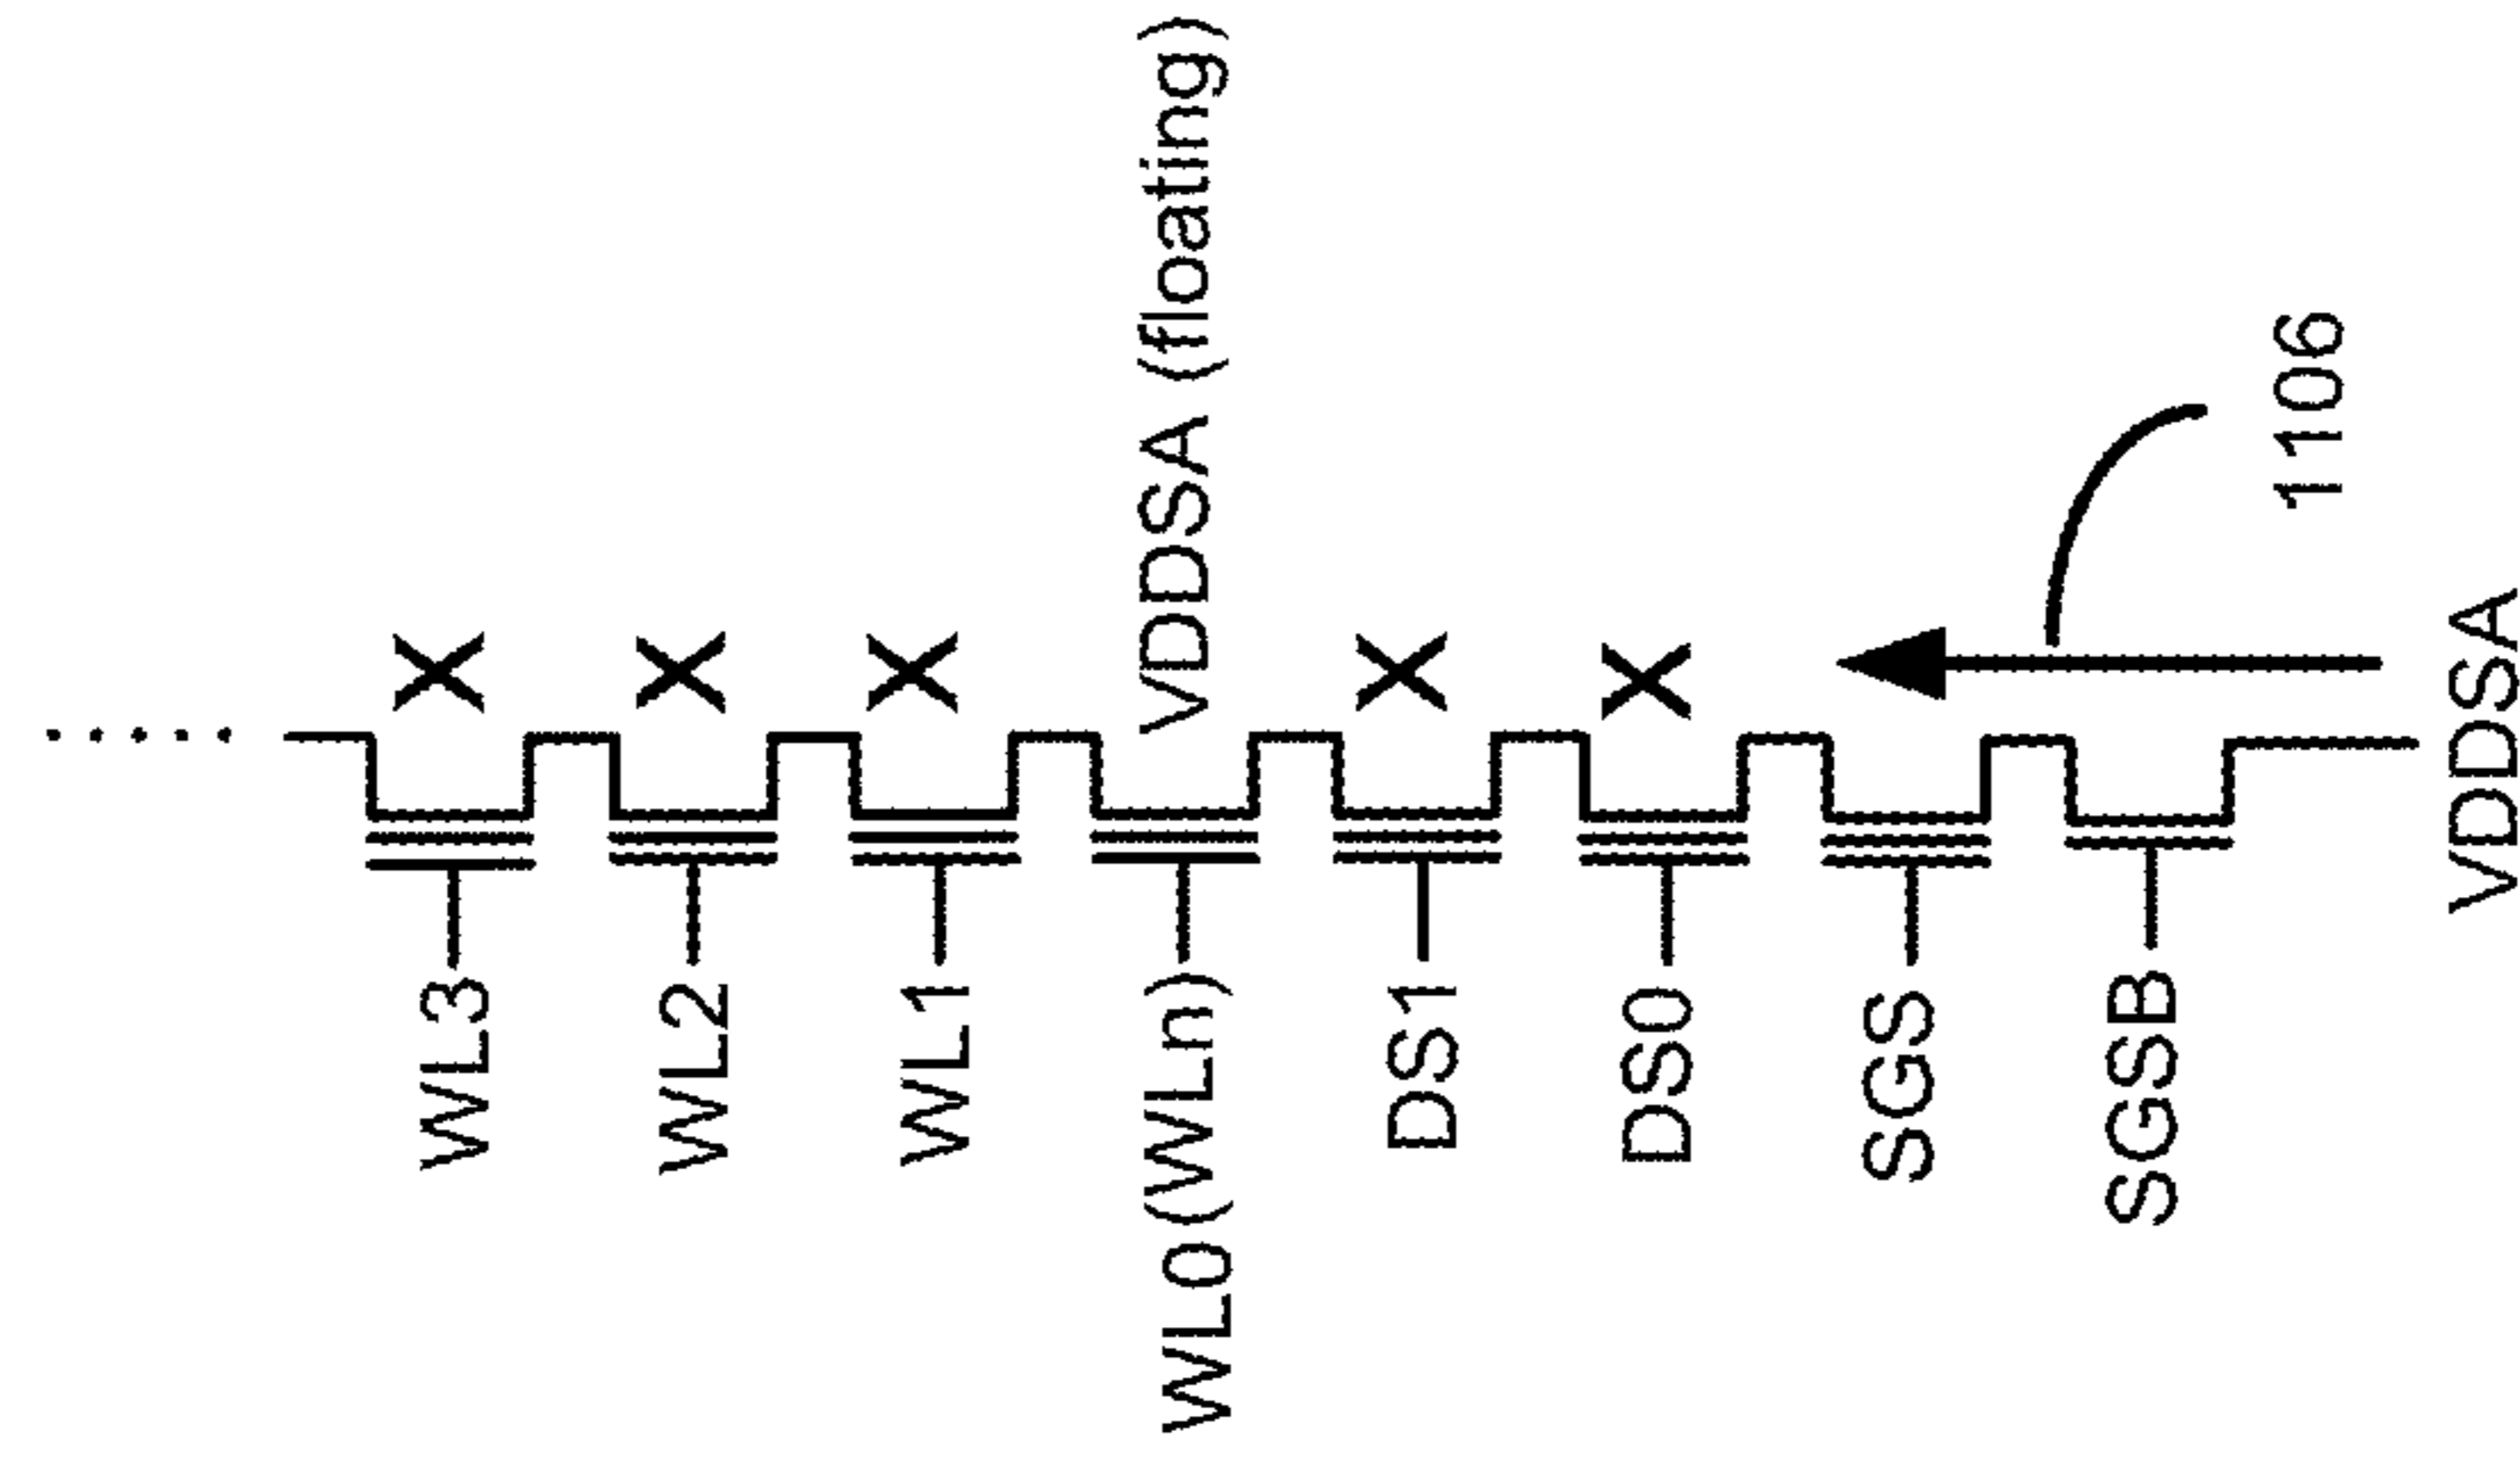 WL3
X
WL2
X
WL1
X
WL0 (WLn)
VDDSA (floating)
DS1
X
DS0
X
SGS
SGSB
1106
VDDSA